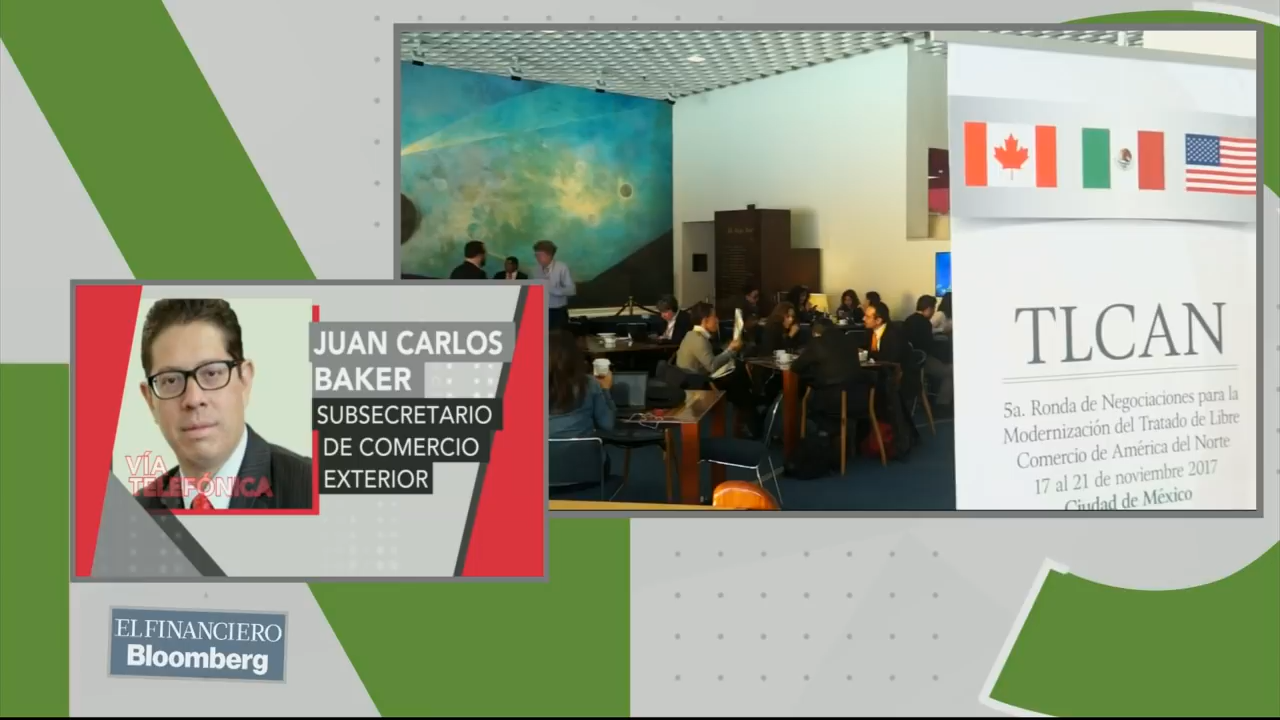 JUAN CARLOS
BAKER
SUBSECRETARIO
DE COMERCIO
EXTERIOR
VÍA
TELEFÓNICA
TLCAN
5a. Ronda de Negociaciones para la
Modernización del Tratado de Libre
Comercio de América del Norte
17 al 21 de noviembre 2017
Ciudad de México
EL FINANCIERO
Bloomberg